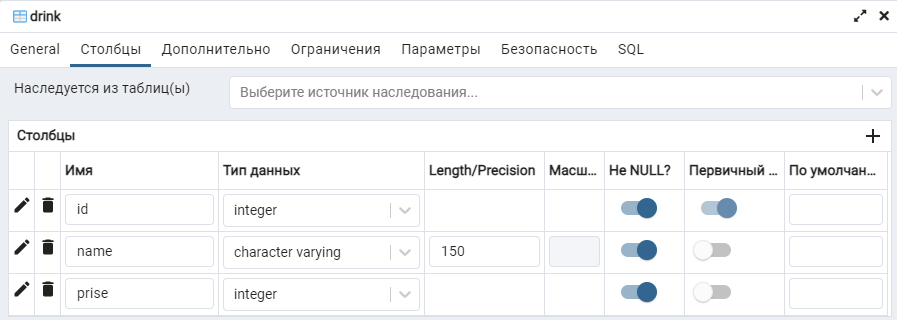 drink
General Столбцы Дополнительно Ограничения Параметры Безопасность SQL
Наследуется из таблиц(ы) Выберите источник наследования...
Столбцы
Имя Тип данных Length/Precision Масш... Не NULL? Первичный ... По умолчан...
id integer
name character varying 150
prise integer